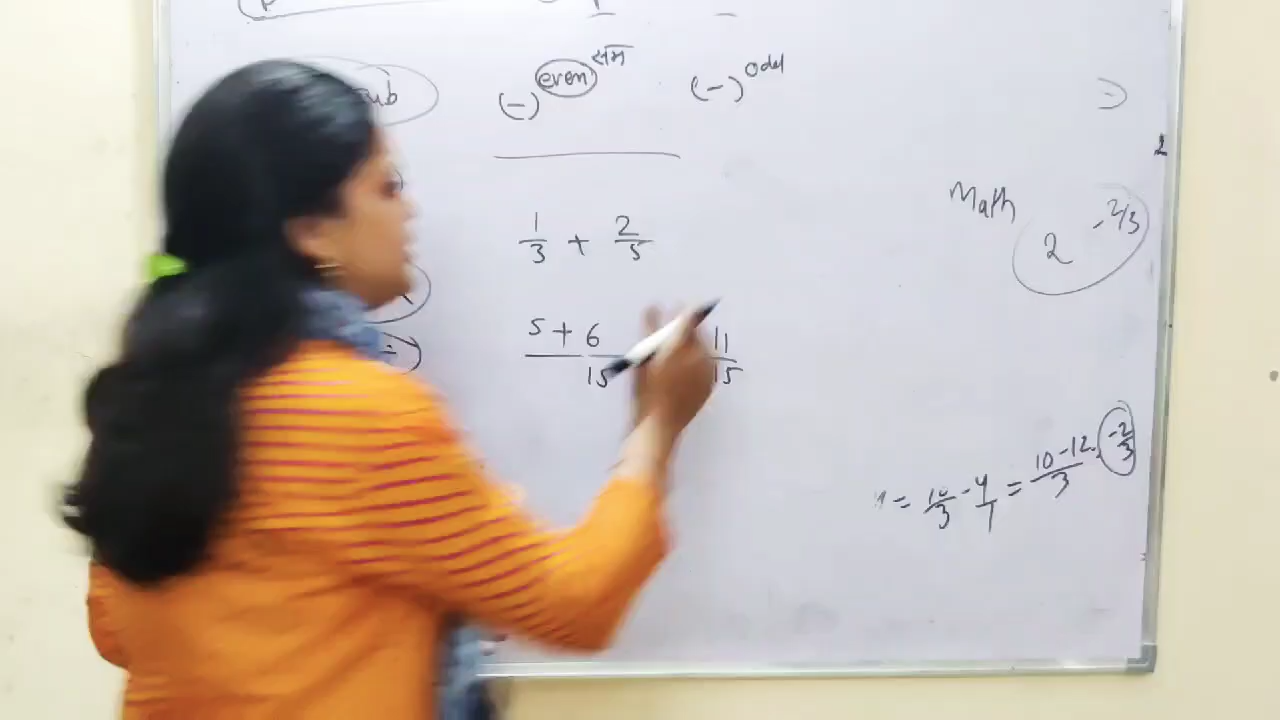 (-)^even सम (-)^odd
1/3 + 2/5
5+6/15 11/15
Math
2^-2/3
= 10/3 - 4/1 = 10-12/3 -2/3